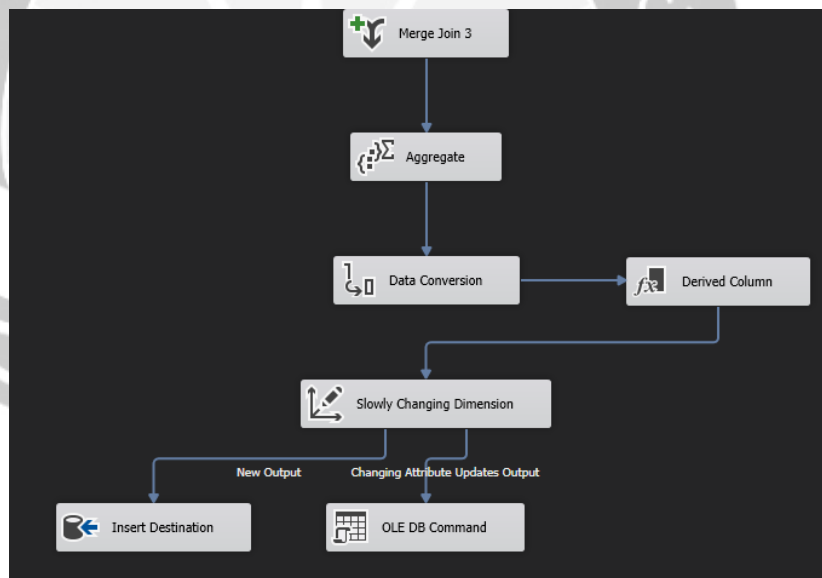 Merge Join 3
Aggregate
Data Conversion
Derived Column
Slowly Changing Dimension
New Output
Changing Attribute Updates Output
Insert Destination
OLE DB Command